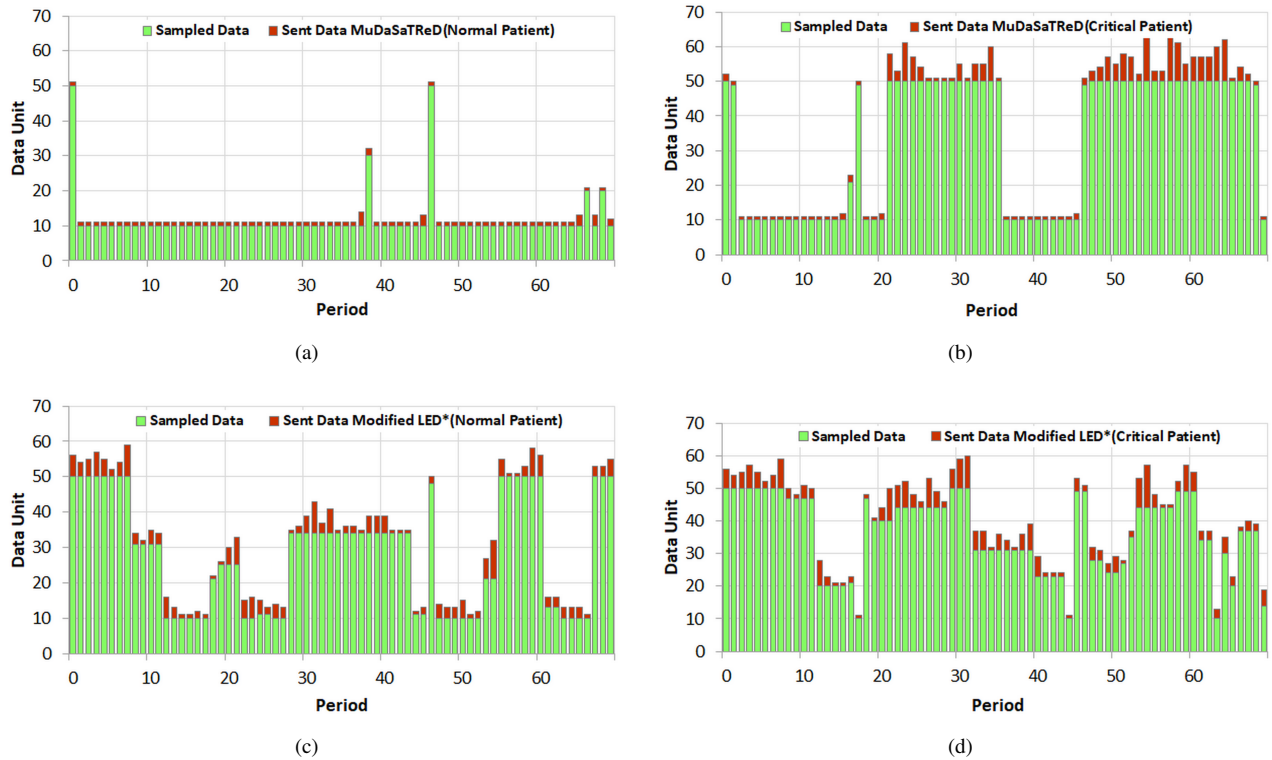 Sampled Data Sent Data MuDaSaTReD(Normal Patient)
70
60
50
40
30
20
10
0
Data Unit
0 10 20 30 40 50 60
Period
(a)
Sampled Data Sent Data MuDaSaTReD(Critical Patient)
70
60
50
40
30
20
10
0
Data Unit
0 10 20 30 40 50 60
Period
(b)
Sampled Data Sent Data Modified LED*(Normal Patient)
70
60
50
40
30
20
10
0
Data Unit
0 10 20 30 40 50 60
Period
(c)
Sampled Data Sent Data Modified LED*(Critical Patient)
70
60
50
40
30
20
10
0
Data Unit
0 10 20 30 40 50 60
Period
(d)